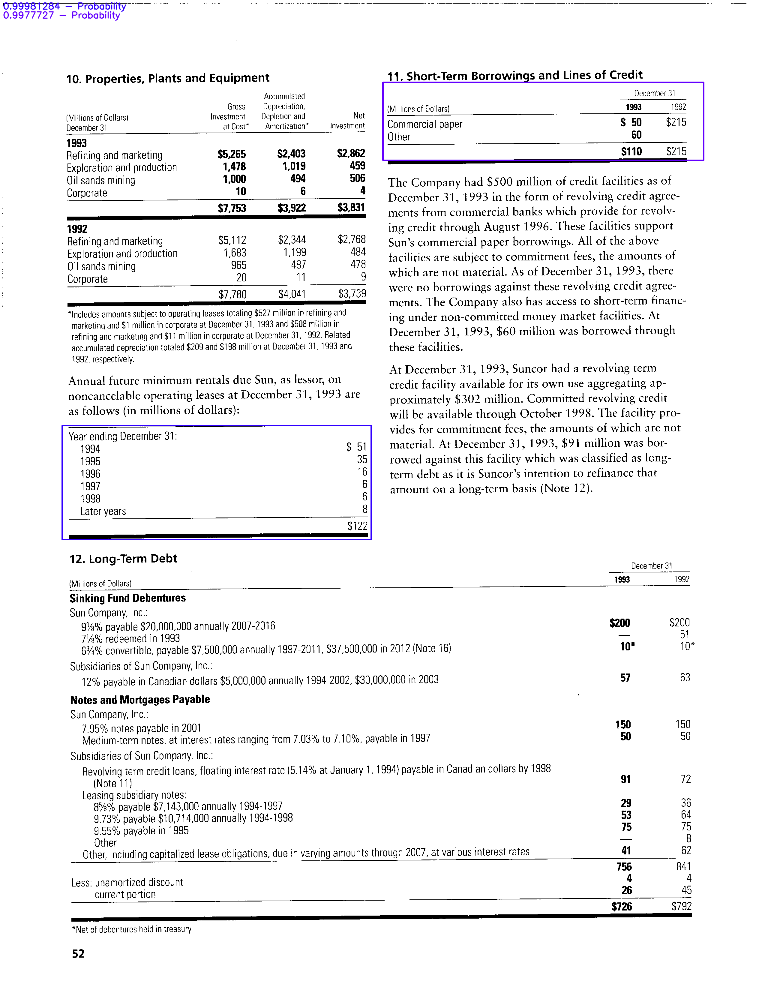 0.99981284 – Probability
0.9977727 – Probability
10. Properties, Plants and Equipment
(Millions of Dollars)
December 31
Gross
Investment
at Cost*
Accumulated
Depreciation,
Depletion and
Amortization*
Net
Investment
1993
Refining and marketing $5,265 $2,403 $2,862
Exploration and production 1,478 1,019 459
Oil sands mining 1,000 494 506
Corporate 10 6 4
$7,753 $3,922 $3,831
1992
Refining and marketing $5,112 $2,344 $2,768
Exploration and production 1,683 1,199 484
Oil sands mining 965 487 478
Corporate 20 11 9
$7,780 $4,041 $3,739
*Includes amounts subject to operating leases totaling $527 million in refining and
marketing and $1 million in corporate at December 31, 1993 and $508 million in
refining and marketing and $11 million in corporate at December 31, 1992. Related
accumulated depreciation totaled $209 and $198 million at December 31, 1993 and
1992, respectively.
Annual future minimum rentals due Sun, as lessor, on
noncancelable operating leases at December 31, 1993 are
as follows (in millions of dollars):
Year ending December 31:
1994 $ 51
1995 35
1996 16
1997 6
1998 6
Later years 8
$122
11. Short-Term Borrowings and Lines of Credit
December 31
(Millions of Dollars) 1993 1992
Commercial paper $ 50 $215
Other 60
$110 $215
The Company had $500 million of credit facilities as of
December 31, 1993 in the form of revolving credit agree-
ments from commercial banks which provide for revolv-
ing credit through August 1996. These facilities support
Sun's commercial paper borrowings. All of the above
facilities are subject to commitment fees, the amounts of
which are not material. As of December 31, 1993, there
were no borrowings against these revolving credit agree-
ments. The Company also has access to short-term financ-
ing under non-committed money market facilities. At
December 31, 1993, $60 million was borrowed through
these facilities.
At December 31, 1993, Suncor had a revolving term
credit facility available for its own use aggregating ap-
proximately $302 million. Committed revolving credit
will be available through October 1998. The facility pro-
vides for commitment fees, the amounts of which are not
material. At December 31, 1993, $91 million was bor-
rowed against this facility which was classified as long-
term debt as it is Suncor's intention to refinance that
amount on a long-term basis (Note 12).
12. Long-Term Debt
December 31
(Millions of Dollars) 1993 1992
Sinking Fund Debentures
Sun Company, Inc.:
payable $20,000,000 annually 2007-2016 $200 $200
redeemed in 1993 — 51
6¾% convertible, payable $7,500,000 annually 1997-2011, $37,500,000 in 2012 (Note 16) 10* 10*
Subsidiaries of Sun Company, Inc.:
12% payable in Canadian dollars $5,000,000 annually 1994-2002, $30,000,000 in 2003 57 63
Notes and Mortgages Payable
Sun Company, Inc.:
7.95% notes payable in 2001 150 150
Medium-term notes, at interest rates ranging from 7.03% to 7.10%, payable in 1997 50 50
Subsidiaries of Sun Company, Inc.:
Revolving term credit loans, floating interest rate (5.14% at January 1, 1994) payable in Canadian dollars by 1998
(Note 11) 91 72
Leasing subsidiary notes:
payable $7,143,000 annually 1994-1997 29 36
9.73% payable $10,714,000 annually 1994-1998 53 64
9.55% payable in 1995 75 75
Other — 8
Other, including capitalized lease obligations, due in varying amounts through 2007, at various interest rates 41 62
756 841
Less: unamortized discount 4 4
current portion 26 45
$726 $792
*Net of debentures held in treasury
52